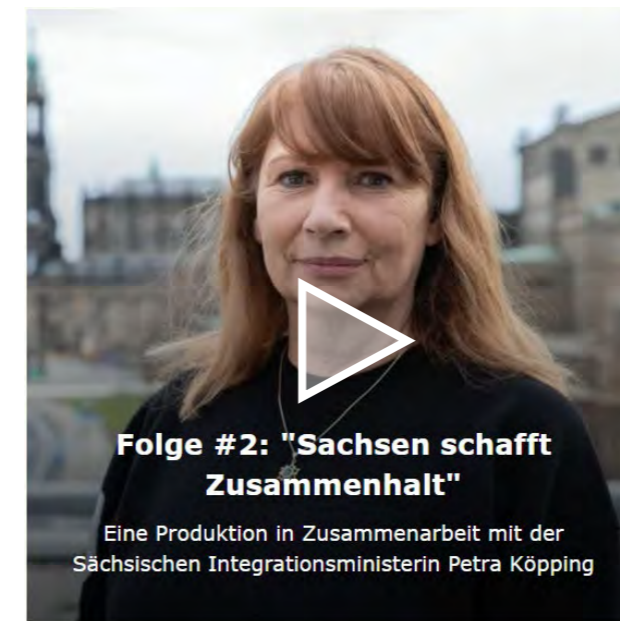 Folge #2: "Sachsen schafft
Zusammenhalt"
Eine Produktion in Zusammenarbeit mit der
Sächsischen Integrationsministerin Petra Köpping